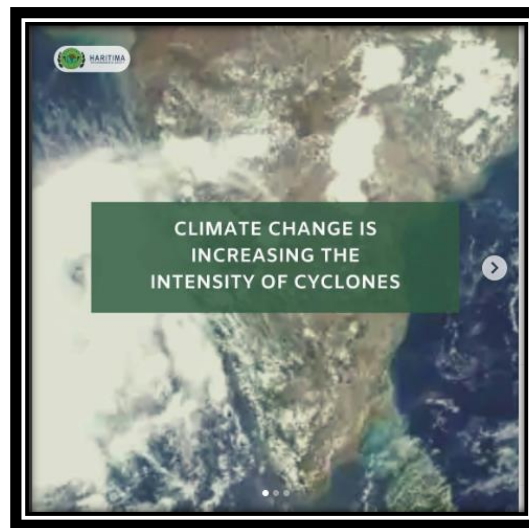 HARITIMA
CLIMATE CHANGE IS
INCREASING THE
INTENSITY OF CYCLONES